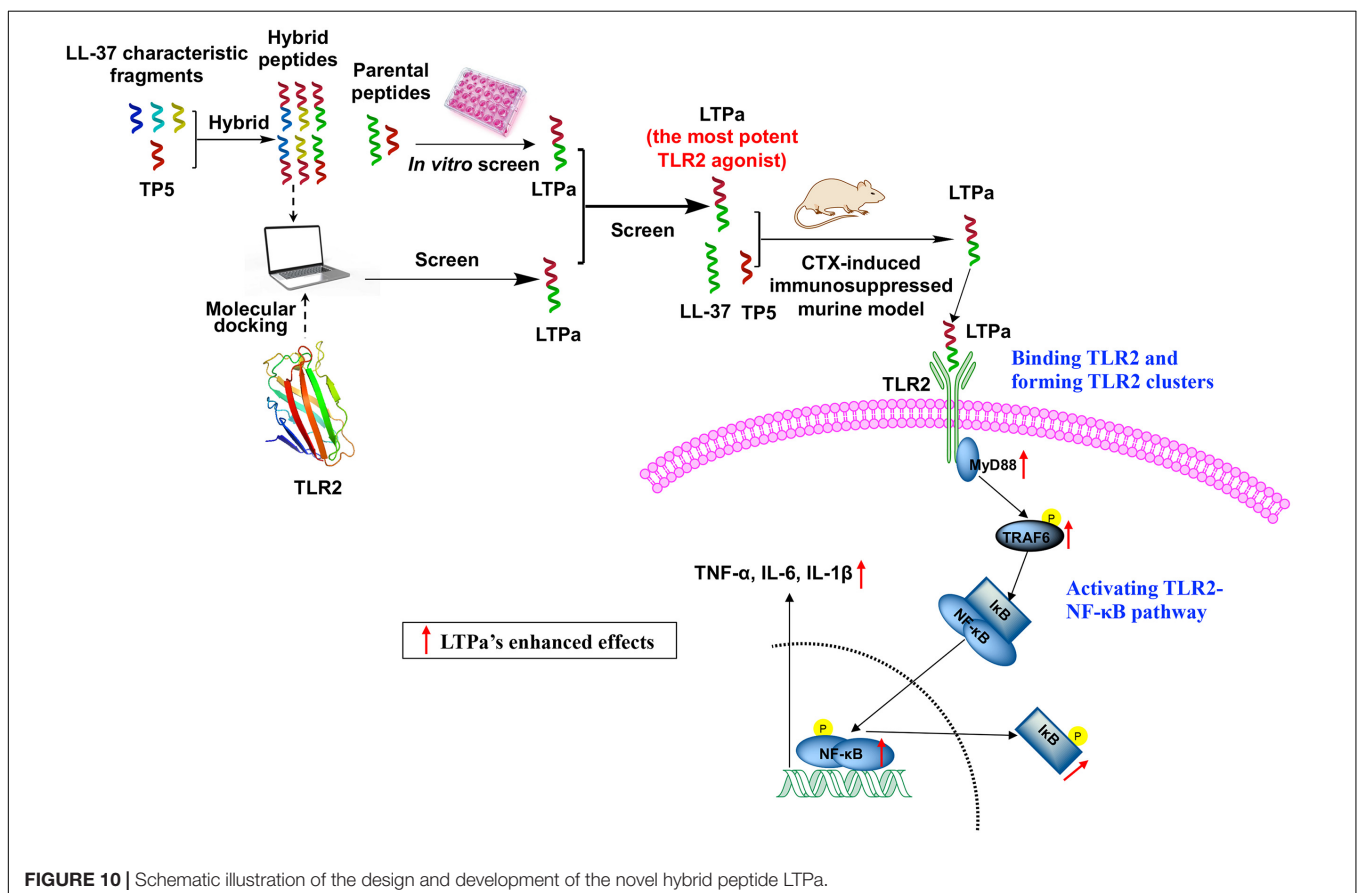 LL-37 characteristic
fragments
Hybrid
peptides
Hybrid
TP5
Parental
peptides
In vitro screen
LTPa
Screen
LTPa
Molecular
docking
TLR2
Screen
LTPa
(the most potent
TLR2 agonist)
LL-37
TP5
CTX-induced
immunosuppressed
murine model
LTPa
LTPa
TLR2
Binding TLR2 and
forming TLR2 clusters
MyD88
P
TRAF6
Activating TLR2-
NF-κB pathway
IκB
NF-κB
TNF-α, IL-6, IL-1β
LTPa's enhanced effects
P
NF-κB
IκB
P
FIGURE 10 | Schematic illustration of the design and development of the novel hybrid peptide LTPa.